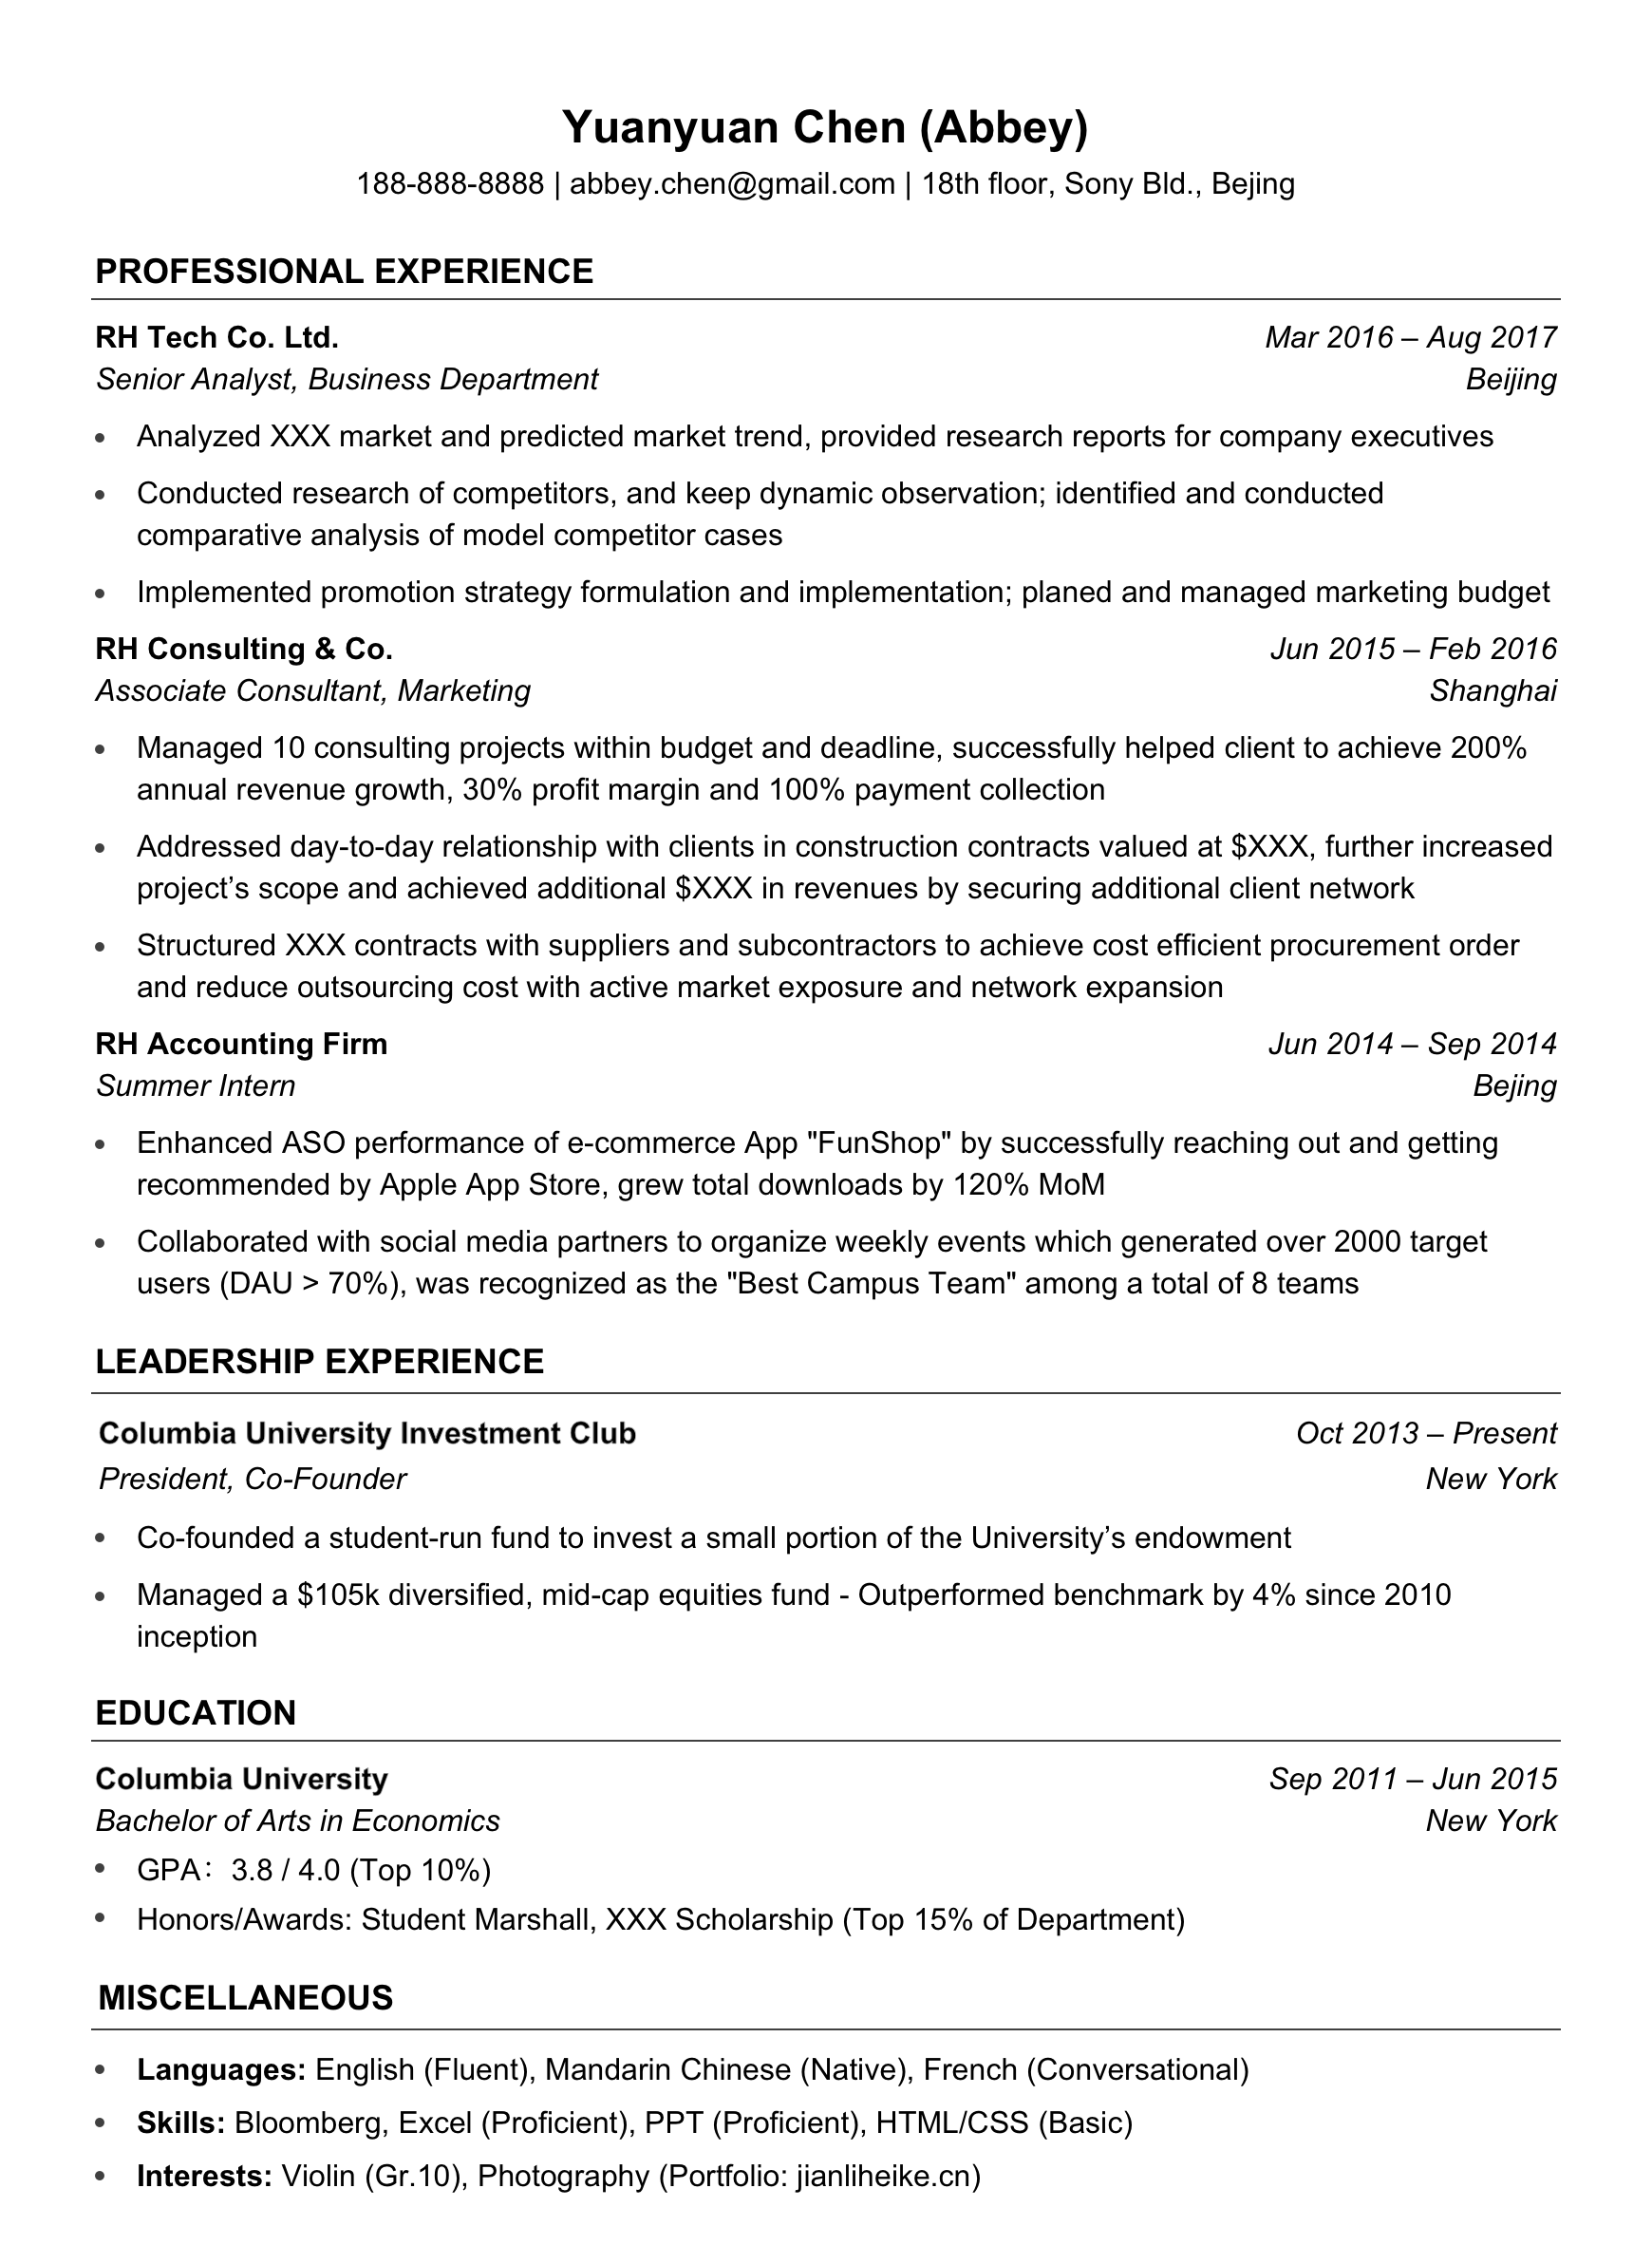 Yuanyuan Chen (Abbey)
188-888-8888 | abbey.chen@gmail.com | 18th floor, Sony Bld., Bejing
PROFESSIONAL EXPERIENCE
RH Tech Co. Ltd. Mar 2016 – Aug 2017
Senior Analyst, Business Department Beijing
• Analyzed XXX market and predicted market trend, provided research reports for company executives
• Conducted research of competitors, and keep dynamic observation; identified and conducted
comparative analysis of model competitor cases
• Implemented promotion strategy formulation and implementation; planed and managed marketing budget
RH Consulting & Co. Jun 2015 – Feb 2016
Associate Consultant, Marketing Shanghai
• Managed 10 consulting projects within budget and deadline, successfully helped client to achieve 200%
annual revenue growth, 30% profit margin and 100% payment collection
• Addressed day-to-day relationship with clients in construction contracts valued at $XXX, further increased
project’s scope and achieved additional $XXX in revenues by securing additional client network
• Structured XXX contracts with suppliers and subcontractors to achieve cost efficient procurement order
and reduce outsourcing cost with active market exposure and network expansion
RH Accounting Firm Jun 2014 – Sep 2014
Summer Intern Bejing
• Enhanced ASO performance of e-commerce App "FunShop" by successfully reaching out and getting
recommended by Apple App Store, grew total downloads by 120% MoM
• Collaborated with social media partners to organize weekly events which generated over 2000 target
users (DAU > 70%), was recognized as the "Best Campus Team" among a total of 8 teams
LEADERSHIP EXPERIENCE
Columbia University Investment Club Oct 2013 – Present
President, Co-Founder New York
• Co-founded a student-run fund to invest a small portion of the University’s endowment
• Managed a $105k diversified, mid-cap equities fund - Outperformed benchmark by 4% since 2010
inception
EDUCATION
Columbia University Sep 2011 – Jun 2015
Bachelor of Arts in Economics New York
• GPA：3.8 / 4.0 (Top 10%)
• Honors/Awards: Student Marshall, XXX Scholarship (Top 15% of Department)
MISCELLANEOUS
• Languages: English (Fluent), Mandarin Chinese (Native), French (Conversational)
• Skills: Bloomberg, Excel (Proficient), PPT (Proficient), HTML/CSS (Basic)
• Interests: Violin (Gr.10), Photography (Portfolio: jianliheike.cn)